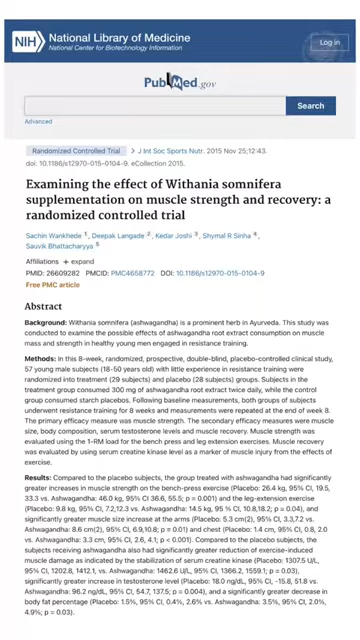 NIH
National Library of Medicine
National Center for Biotechnology Information
Log in
PubMed.gov
Search
Advanced
Randomized Controlled Trial > J Int Soc Sports Nutr. 2015 Nov 25;12:43.
doi: 10.1186/s12970-015-0104-9. eCollection 2015.
Examining the effect of Withania somnifera
supplementation on muscle strength and recovery: a
randomized controlled trial
Sachin Wankhede 1, Deepak Langade 2, Kedar Joshi 3, Shymal R Sinha 4,
Sauvik Bhattacharyya 5
Affiliations + expand
PMID: 26609282 PMCID: PMC4658772 DOI: 10.1186/s12970-015-0104-9
Free PMC article
Abstract
Background: Withania somnifera (ashwagandha) is a prominent herb in Ayurveda. This study was
conducted to examine the possible effects of ashwagandha root extract consumption on muscle
mass and strength in healthy young men engaged in resistance training.
Methods: In this 8-week, randomized, prospective, double-blind, placebo-controlled clinical study,
57 young male subjects (18-50 years old) with little experience in resistance training were
randomized into treatment (29 subjects) and placebo (28 subjects) groups. Subjects in the
treatment group consumed 300 mg of ashwagandha root extract twice daily, while the control
group consumed starch placebos. Following baseline measurements, both groups of subjects
underwent resistance training for 8 weeks and measurements were repeated at the end of week 8.
The primary efficacy measure was muscle strength. The secondary efficacy measures were muscle
size, body composition, serum testosterone levels and muscle recovery. Muscle strength was
evaluated using the 1-RM load for the bench press and leg extension exercises. Muscle recovery
was evaluated by using serum creatine kinase level as a marker of muscle injury from the effects of
exercise.
Results: Compared to the placebo subjects, the group treated with ashwagandha had significantly
greater increases in muscle strength on the bench-press exercise (Placebo: 26.4 kg, 95% CI, 19.5,
33.3 vs. Ashwagandha: 46.0 kg, 95% CI 36.6, 55.5; p = 0.001) and the leg-extension exercise
(Placebo: 9.8 kg, 95% CI, 7.2,12.3 vs. Ashwagandha: 14.5 kg, 95 % CI, 10.8,18.2; p = 0.04), and
significantly greater muscle size increase at the arms (Placebo: 5.3 cm(2), 95% CI, 3.3,7.2 vs.
Ashwagandha: 8.6 cm(2), 95% CI, 6.9,10.8; p = 0.01) and chest (Placebo: 1.4 cm, 95% CI, 0.8, 2.0
vs. Ashwagandha: 3.3 cm, 95% CI, 2.6, 4.1; p < 0.001). Compared to the placebo subjects, the
subjects receiving ashwagandha also had significantly greater reduction of exercise-induced
muscle damage as indicated by the stabilization of serum creatine kinase (Placebo: 1307.5 U/L,
95% CI, 1202.8, 1412.1, vs. Ashwagandha: 1462.6 U/L, 95% CI, 1366.2, 1559.1; p = 0.03),
significantly greater increase in testosterone level (Placebo: 18.0 ng/dL, 95% CI, -15.8, 51.8 vs.
Ashwagandha: 96.2 ng/dL, 95% CI, 54.7, 137.5; p = 0.004), and a significantly greater decrease in
body fat percentage (Placebo: 1.5%, 95% CI, 0.4%, 2.6% vs. Ashwagandha: 3.5%, 95% CI, 2.0%,
4.9%; p = 0.03).